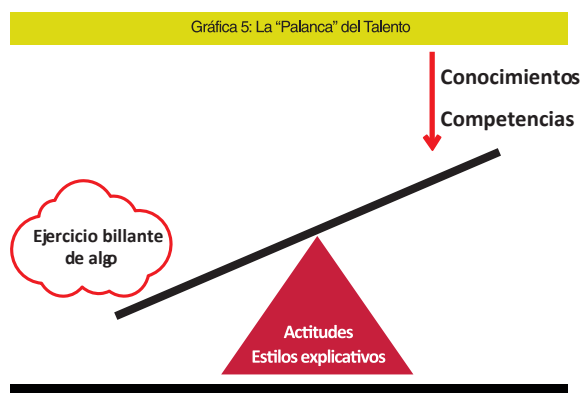 Gráfica 5: La “Palanca” del Talento
Conocimientos
Competencias
Ejercicio billante
de algo
Actitudes
Estilos explicativos